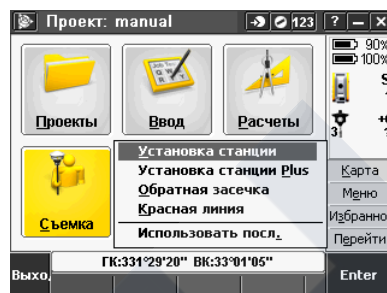 Проект: manual 123 ? – ×
90%
100%
Проекты Ввод Расчеты
S
Съемка
Установка станции
Установка станции Plus
Обратная засечка
Красная линия
Использовать посл.
3
Карта
Меню
Избранно
Перейти
ГК:331°29'20" ВК:33°01'05"
Выхо. Enter